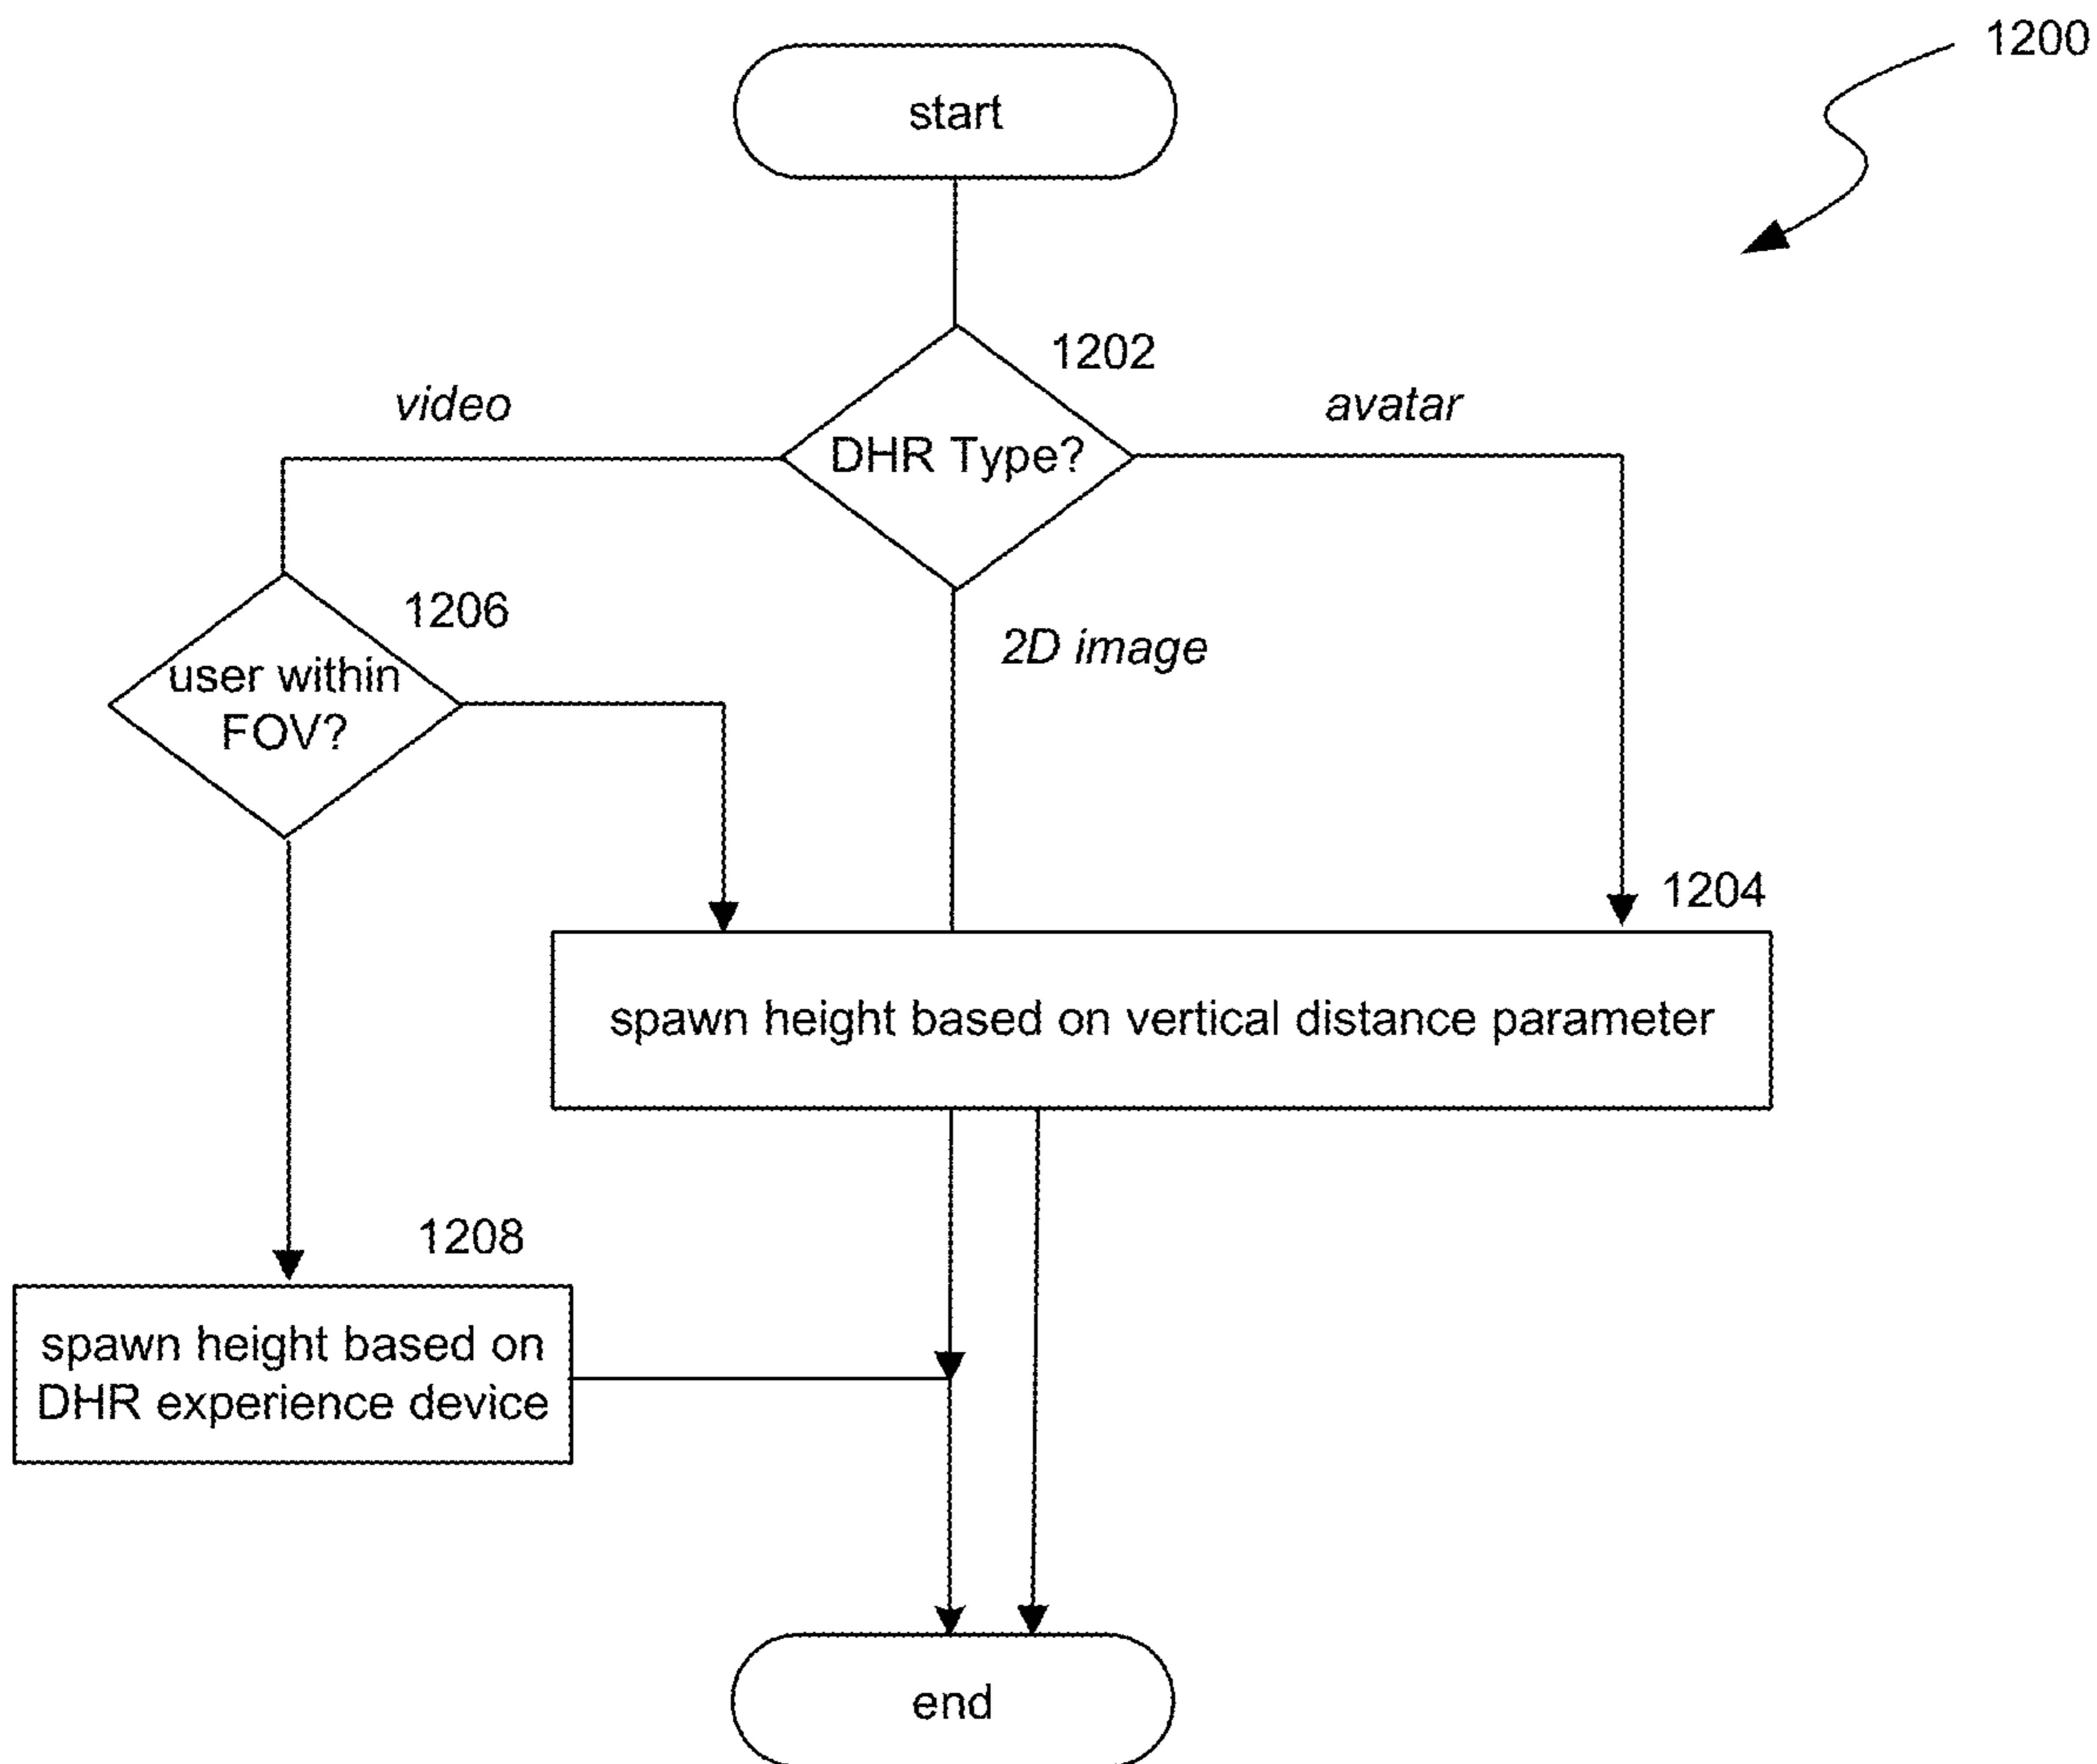 1200
start
1202
video
avatar
DHR Type?
1206
2D image
user within
FOV?
1204
spawn height based on vertical distance parameter
1208
spawn height based on
DHR experience device
end